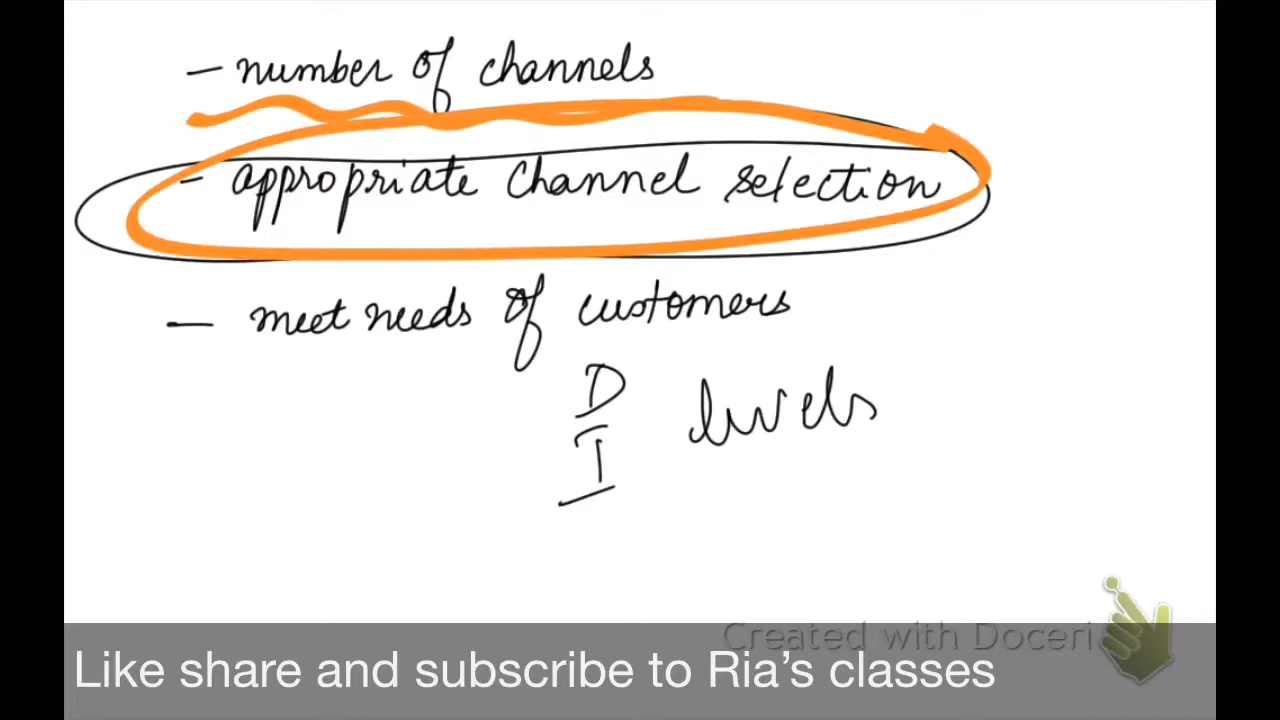 - number of channels
- appropriate channel selection
- meet needs of customers
D
levels
I
Created with Doceri
Like share and subscribe to Ria's classes